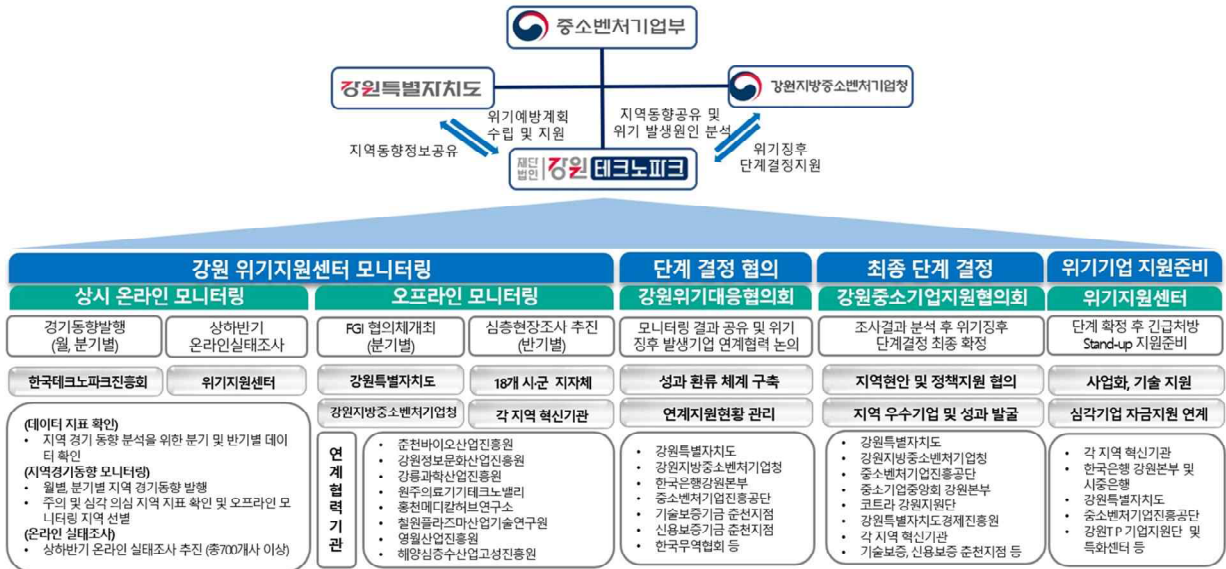 중소벤처기업부
강원특별자치도
강원지방중소벤처기업청
위기예방계획
수립 및 지원
지역동향공유 및
위기 발생원인 분석
지역동향정보공유
위기징후
단계결정지원
재단법인 강원테크노파크
강원 위기지원센터 모니터링
단계 결정 협의
최종 단계 결정
위기기업 지원준비
상시 온라인 모니터링
오프라인 모니터링
강원위기대응협의회
강원중소기업지원협의회
위기지원센터
경기동향발행
(월, 분기별)
상하반기
온라인실태조사
FGI 협의체개최
(분기별)
심층현장조사 추진
(반기별)
모니터링 결과 공유 및 위기
징후 발생기업 연계협력 논의
조사결과 분석 후 위기징후
단계결정 최종 확정
단계 확정 후 긴급처방
Stand-up 지원준비
한국테크노파크진흥회
위기지원센터
강원특별자치도
18개 시·군 지자체
성과 환류 체계 구축
지역현안 및 정책지원 협의
사업화, 기술 지원
강원지방중소벤처기업청
각 지역 혁신기관
연계지원현황 관리
지역 우수기업 및 성과 발굴
심각기업 자금지원 연계
(데이터 지표 확인)
• 지역 경기 동향 분석을 위한 분기 및 반기별 데이
터 확인
(지역경기동향 모니터링)
• 월별, 분기별 지역 경기동향 발행
• 주의 및 심각 의심 지역 지표 확인 및 오프라인 모
니터링 지역 선별
(온라인 실태조사)
• 상하반기 온라인 실태조사 추진 (총700개사 이상)
연계협력기관
• 춘천바이오산업진흥원
• 강원정보문화산업진흥원
• 강릉과학산업진흥원
• 원주의료기기테크노밸리
• 홍천메디칼허브연구소
• 철원플라즈마산업기술연구원
• 영월산업진흥원
• 해양심층수산업고성진흥원
• 강원특별자치도
• 강원지방중소벤처기업청
• 한국은행강원본부
• 중소벤처기업진흥공단
• 기술보증기금 춘천지점
• 신용보증기금 춘천지점
• 한국무역협회 등
• 강원특별자치도
• 강원지방중소벤처기업청
• 중소벤처기업진흥공단
• 중소기업중앙회 강원본부
• 코트라 강원지원단
• 강원특별자치도경제진흥원
• 각 지역 혁신기관
• 기술보증, 신용보증 춘천지점 등
• 각 지역 혁신기관
• 한국은행 강원본부 및
시중은행
• 강원특별자치도
• 중소벤처기업진흥공단
• 강원TP 기업지원단 및
특화센터 등